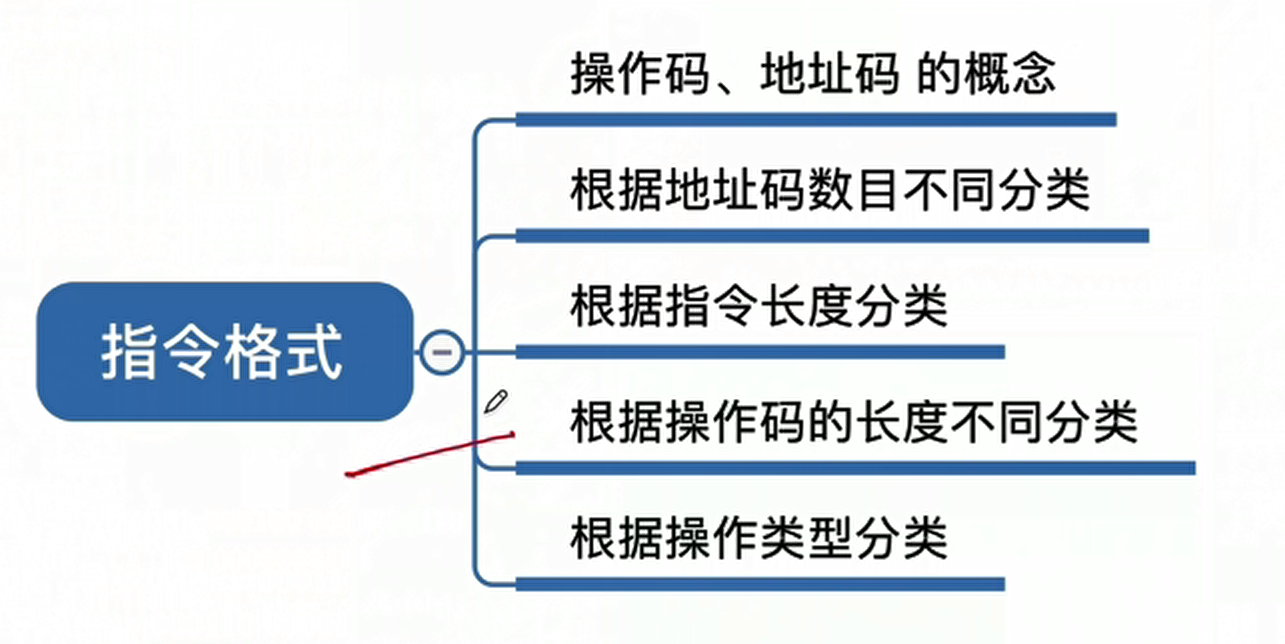 操作码、地址码 的概念
根据地址码数目不同分类
指令格式
根据指令长度分类
根据操作码的长度不同分类
根据操作类型分类